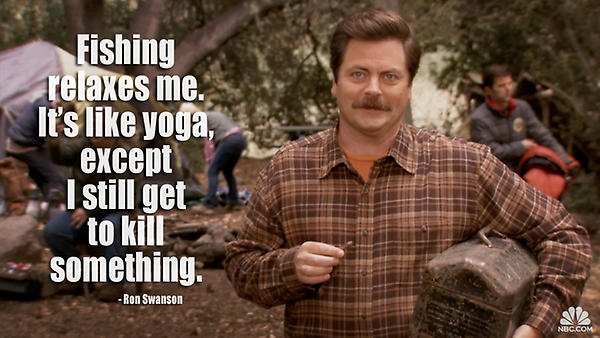 Fishing
relaxes me.
It's like yoga,
except
I still get
to kill
something.
- Ron Swanson
NBC.COM